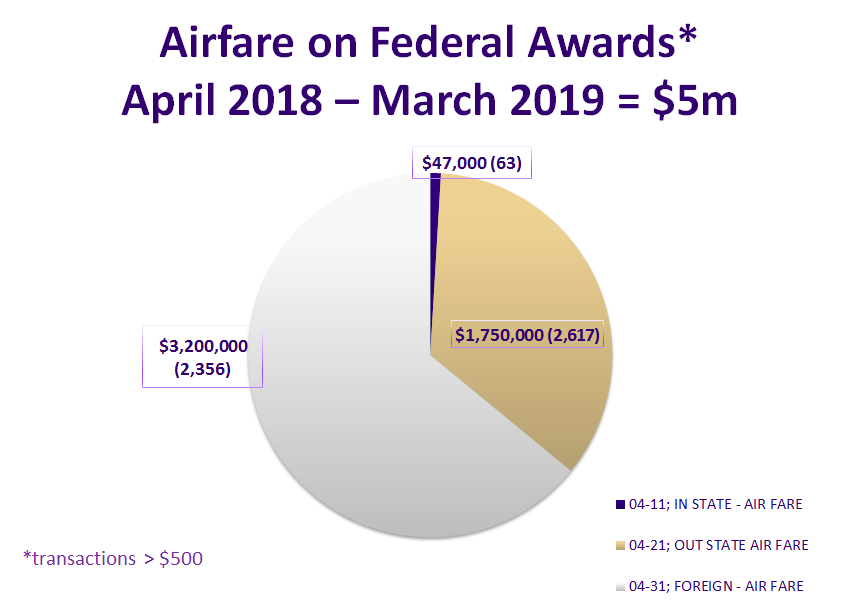 Airfare on Federal Awards*
April 2018 – March 2019 = $5m
$47,000 (63)
$1,750,000 (2,617)
$3,200,000
(2,356)
04-11; IN STATE - AIR FARE
04-21; OUT STATE AIR FARE
04-31; FOREIGN - AIR FARE
*transactions > $500